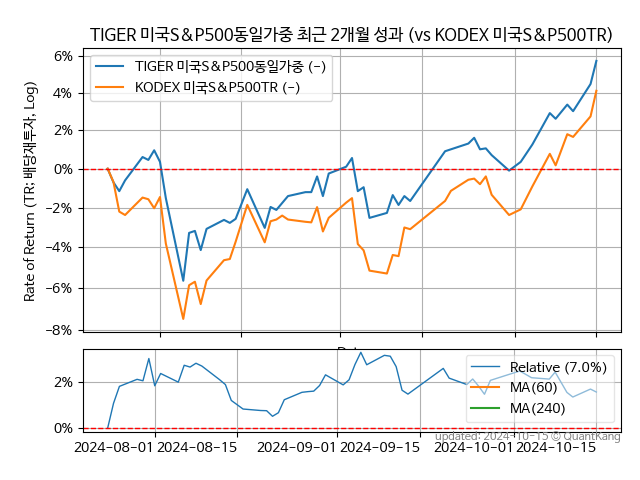 TIGER 미국S&P500동일가중 최근 2개월 성과 (vs KODEX 미국S&P500TR)
Rate of Return (TR: 배당재투자, Log)
6%
4%
2%
0%
−2%
−4%
−6%
−8%
TIGER 미국S&P500동일가중 (-)
KODEX 미국S&P500TR (-)
2%
0%
Relative (7.0%)
MA(60)
MA(240)
2024-08-01 2024-08-15 2024-09-01 2024-09-15 2024-10-01 2024-10-15
updated: 2024-10-15 © QuantKang